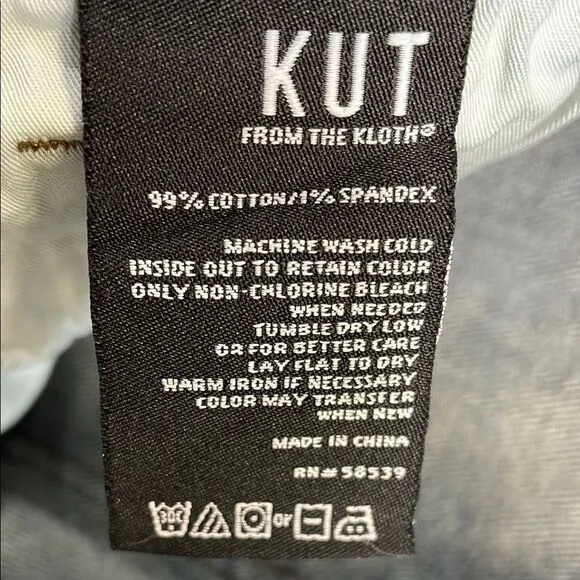 KUT
FROM THE KLOTH®
99% COTTON/1% SPANDEX
MACHINE WASH COLD
INSIDE OUT TO RETAIN COLOR
ONLY NON-CHLORINE BLEACH
WHEN NEEDED
TUMBLE DRY LOW
OR FOR BETTER CARE
LAY FLAT TO DRY
WARM IRON IF NECESSARY
COLOR MAY TRANSFER
WHEN NEW
MADE IN CHINA
RN# 58539
30C or